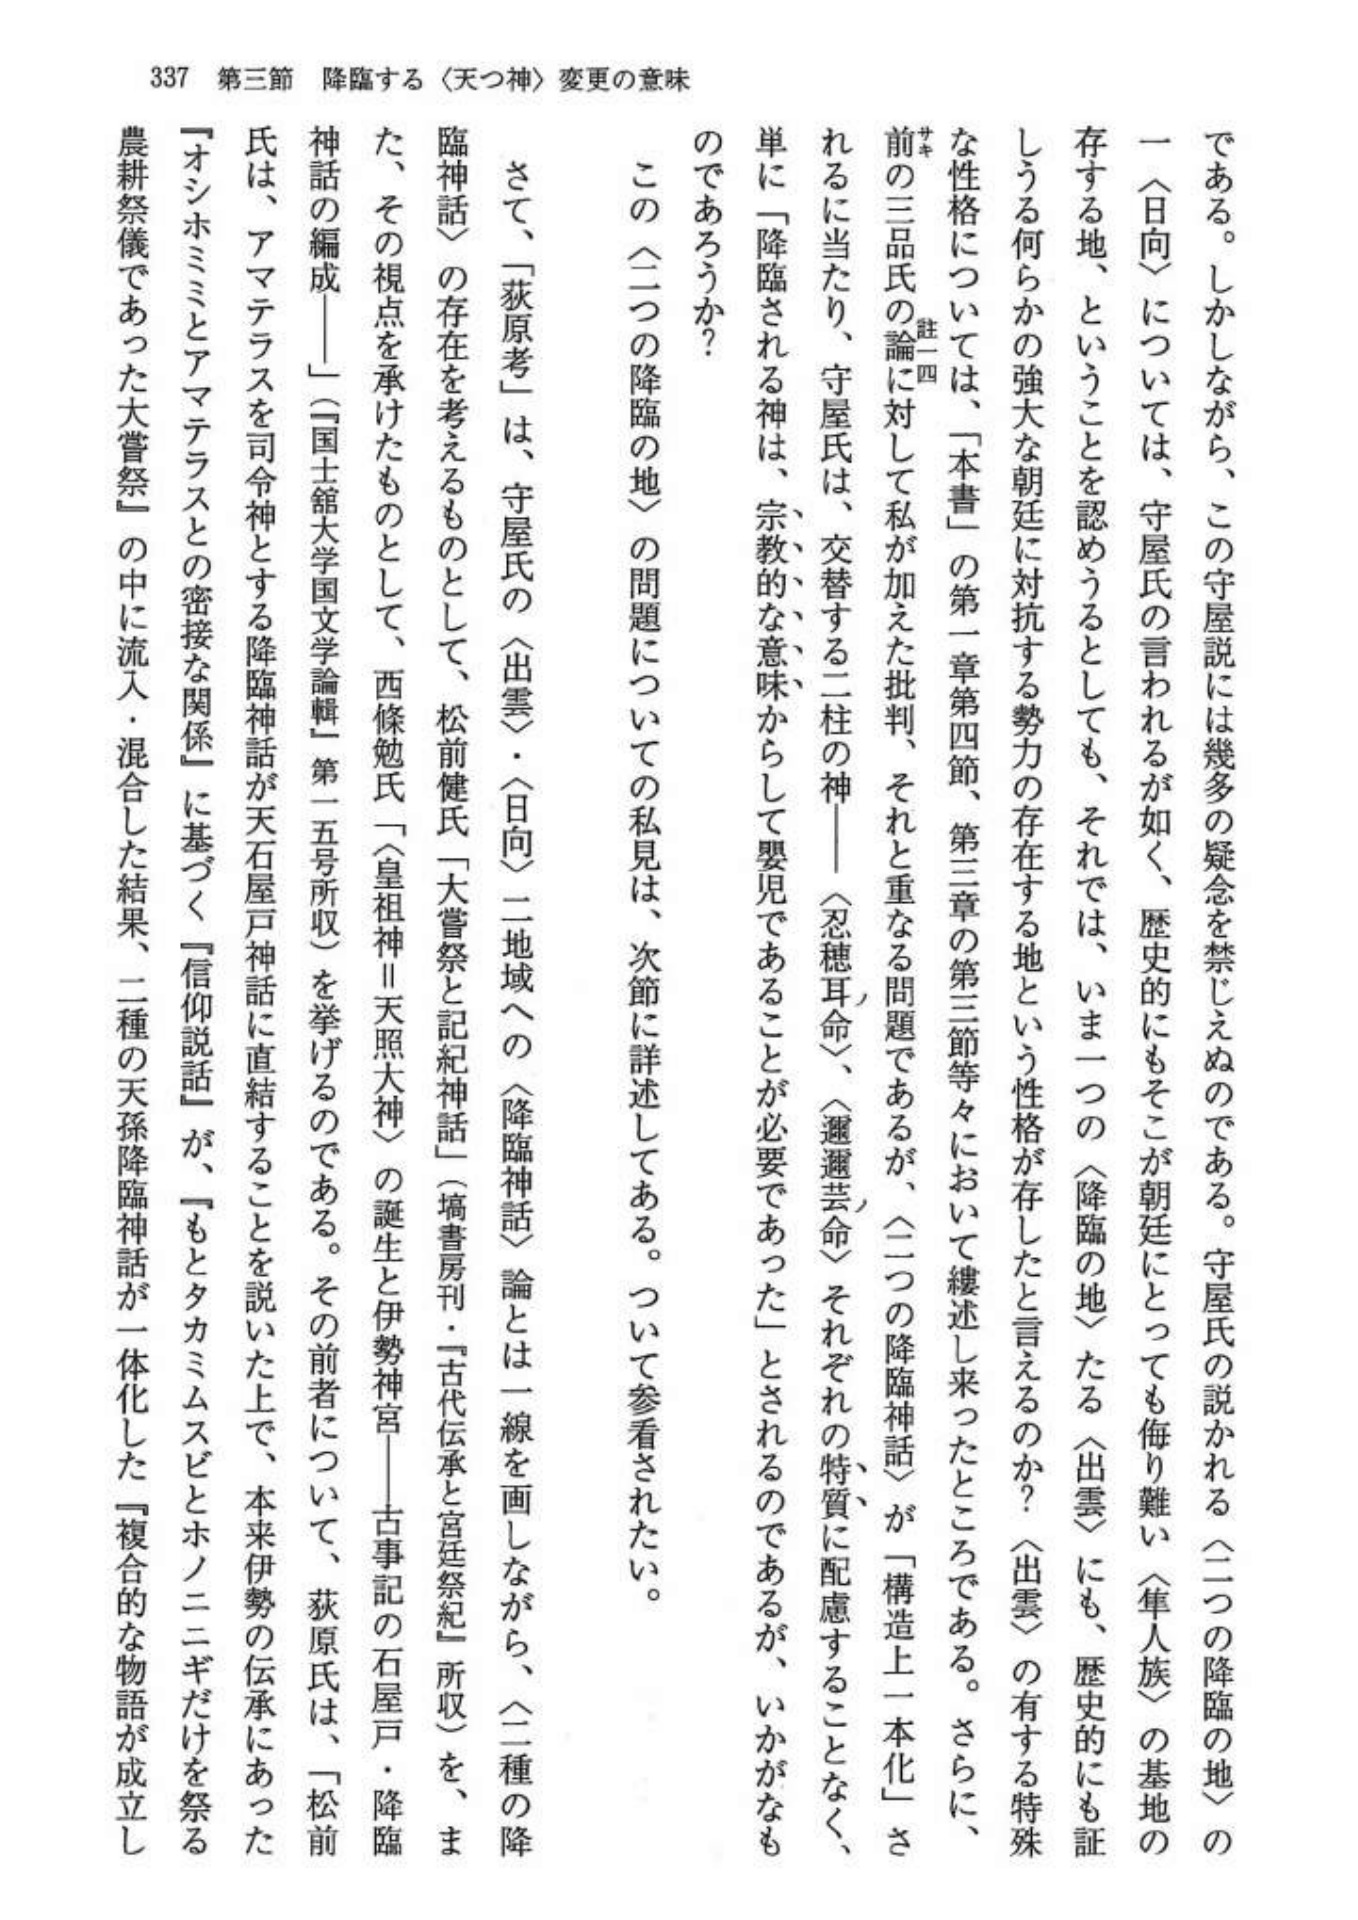 337　第三節　降臨する〈天つ神〉変更の意味
である。しかしながら、この守屋説には幾多の疑念を禁じえぬのである。守屋氏の説かれる〈二つの降臨の地〉の
一〈日向〉については、守屋氏の言われるが如く、歴史的にもそこが朝廷にとっても侮り難い〈隼人族〉の基地の
存する地、ということを認めうるとしても、それでは、いま一つの〈降臨の地〉たる〈出雲〉にも、歴史的にも証
しうる何らかの強大な朝廷に対抗する勢力の存在する地という性格が存したと言えるのか？〈出雲〉の有する特殊
な性格については、「本書」の第一章第四節、第三章の第三節等々において縷述し来ったところである。さらに、
前サキの三品氏の論註一四に対して私が加えた批判、それと重なる問題であるが、〈二つの降臨神話〉が「構造上一本化」さ
れるに当たり、守屋氏は、交替する二柱の神――〈忍穂耳ノ命〉、〈邇邇芸ノ命〉それぞれの特質に配慮することなく、
単に「降臨される神は、宗教的な意味からして嬰児であることが必要であった」とされるのであるが、いかがなも
のであろうか？
この〈二つの降臨の地〉の問題についての私見は、次節に詳述してある。ついて参看されたい。
さて、「荻原考」は、守屋氏の〈出雲〉・〈日向〉二地域への〈降臨神話〉論とは一線を画しながら、〈二種の降
臨神話〉の存在を考えるものとして、松前健氏「大嘗祭と記紀神話」（塙書房刊・『古代伝承と宮廷祭紀』所収）を、ま
た、その視点を承けたものとして、西條勉氏「〈皇祖神＝天照大神〉の誕生と伊勢神宮――古事記の石屋戸・降臨
神話の編成――」（『国士舘大学国文学論輯』第一五号所収）を挙げるのである。その前者について、荻原氏は、「松前
氏は、アマテラスを司令神とする降臨神話が天石屋戸神話に直結することを説いた上で、本来伊勢の伝承にあった
『オシホミミとアマテラスとの密接な関係』に基づく『信仰説話』が、『もとタカミムスビとホノニニギだけを祭る
農耕祭儀であった大嘗祭』の中に流入・混合した結果、二種の天孫降臨神話が一体化した『複合的な物語が成立し